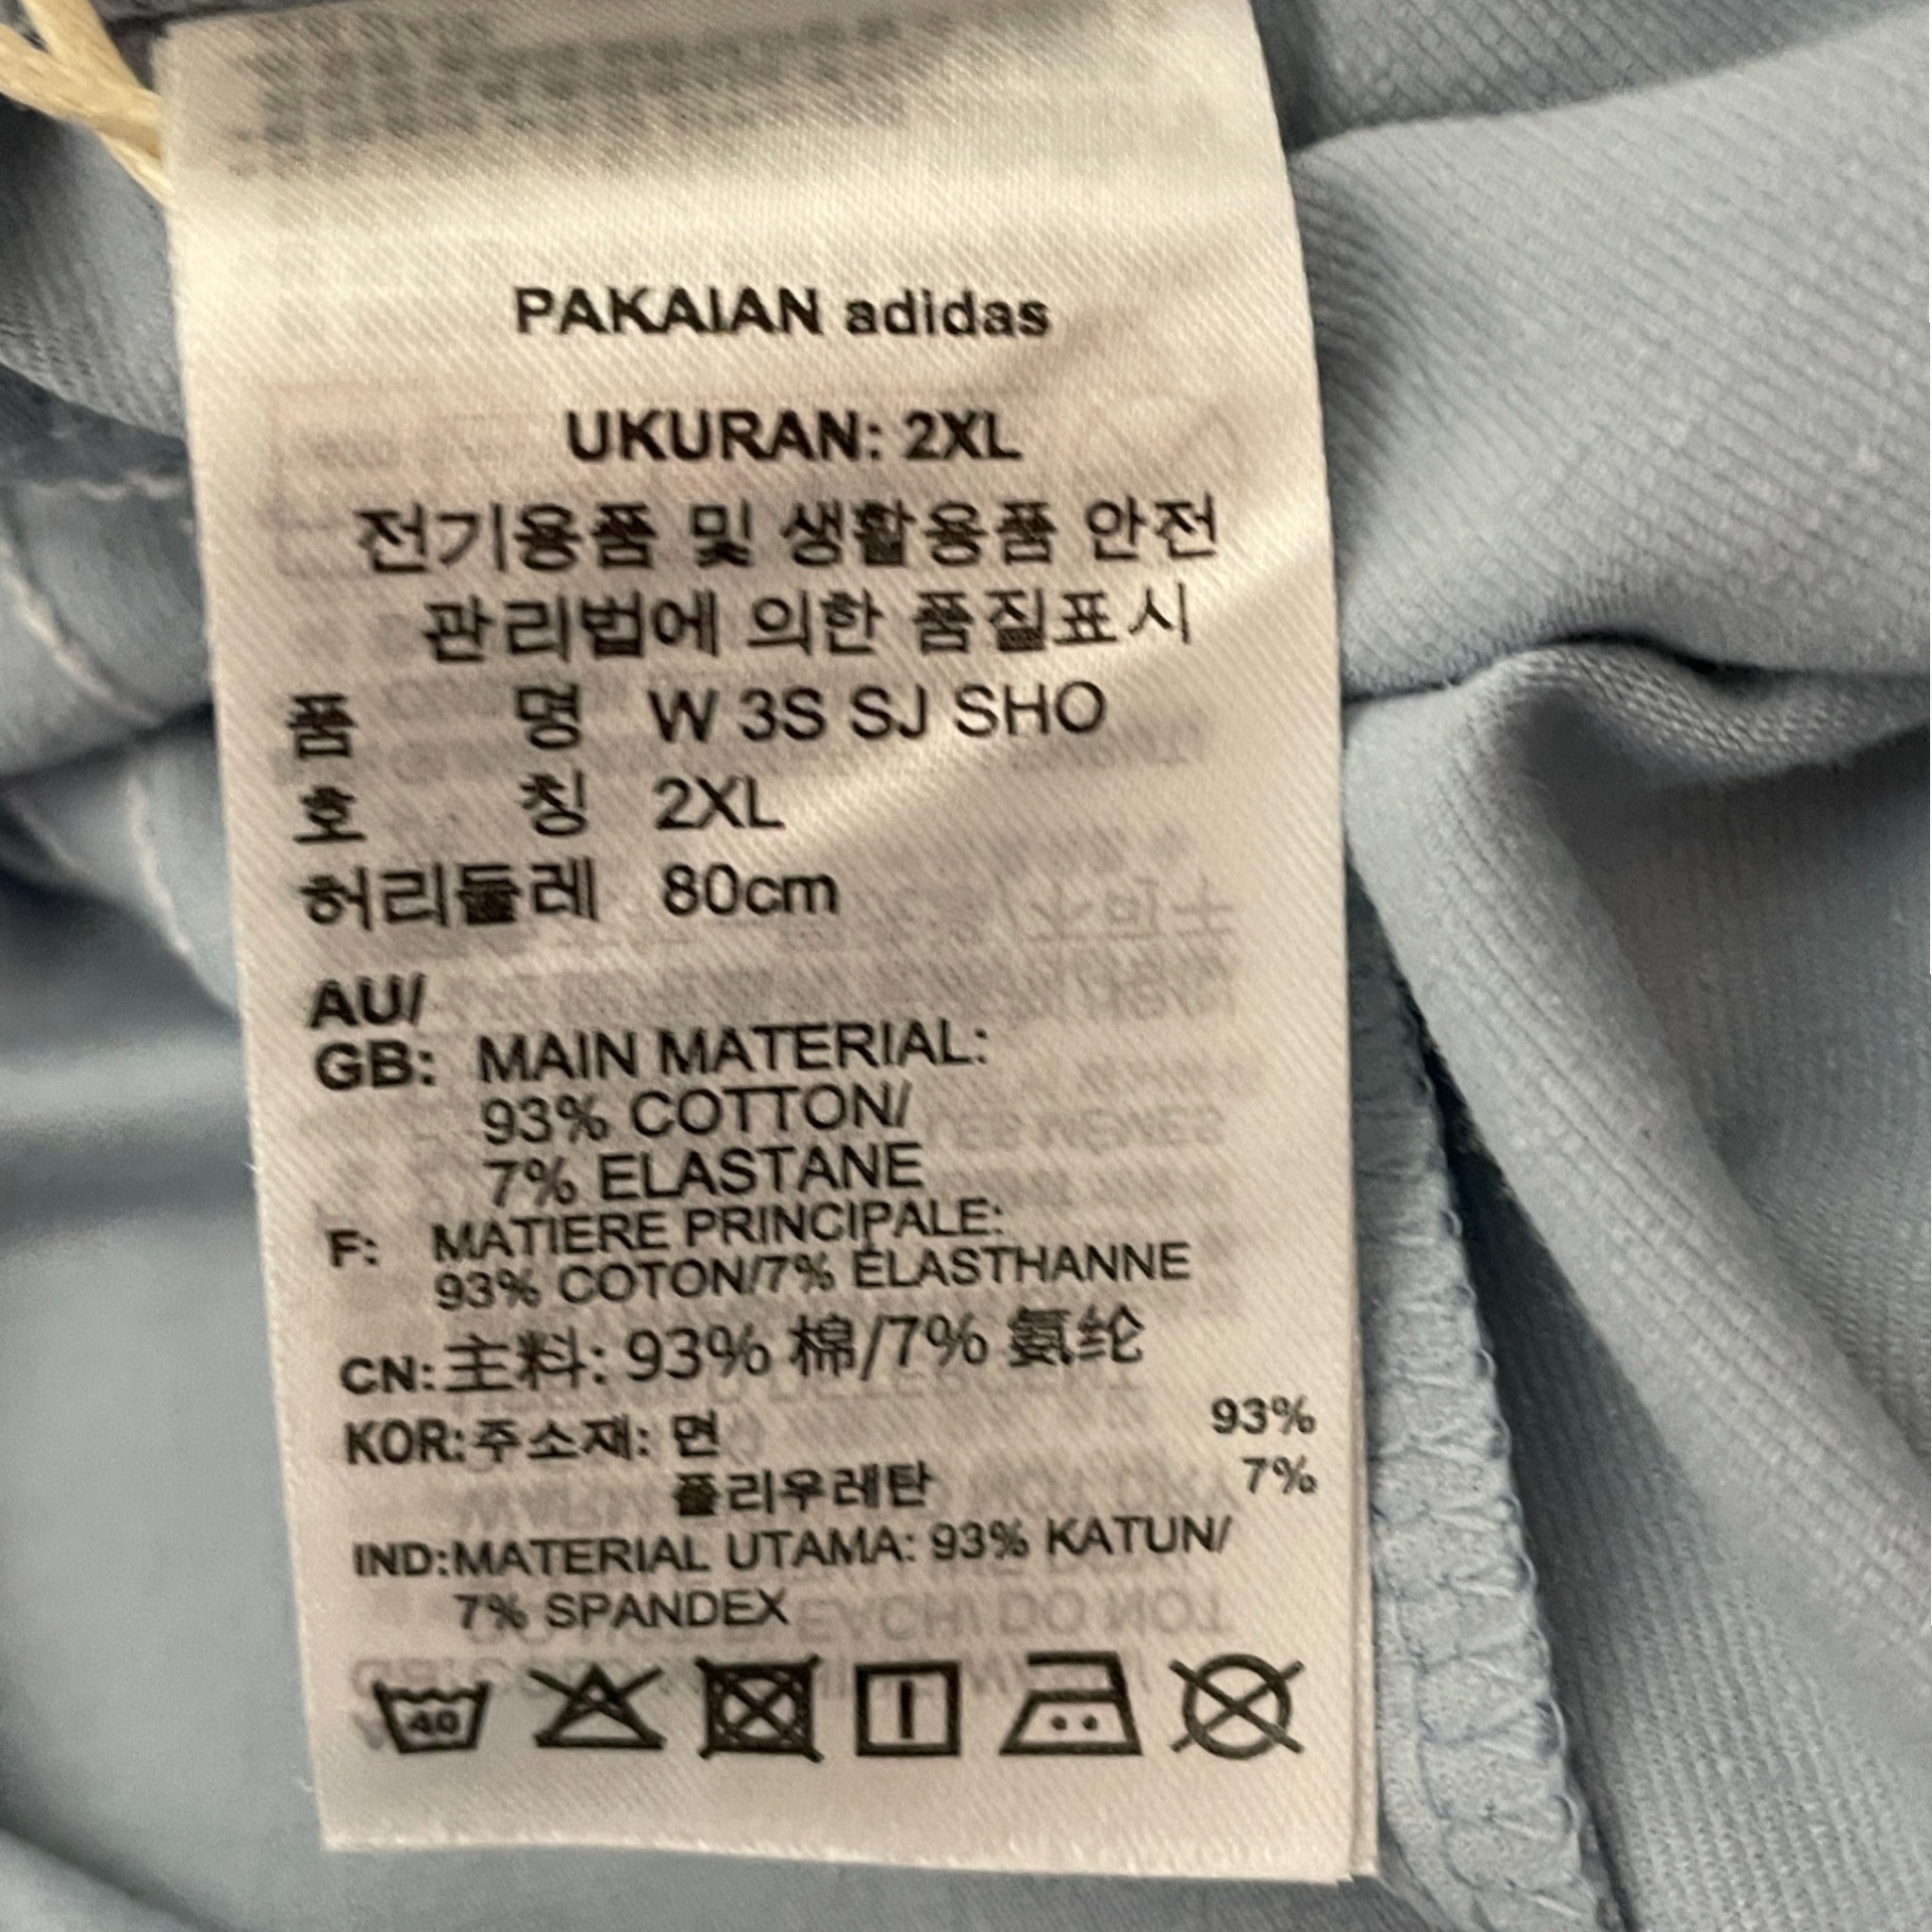 PAKAIAN adidas
UKURAN: 2XL
전기용품 및 생활용품 안전
관리법에 의한 품질표시
품 명 W 3S SJ SHO
호 칭 2XL
허리둘레 80cm
AU/
GB: MAIN MATERIAL:
93% COTTON/
7% ELASTANE
F: MATIERE PRINCIPALE:
93% COTON/7% ÉLASTHANNE
CN: 主料: 93% 棉/7% 氨纶
KOR: 주소재: 면 93%
폴리우레탄 7%
IND: MATERIAL UTAMA: 93% KATUN/
7% SPANDEX
40